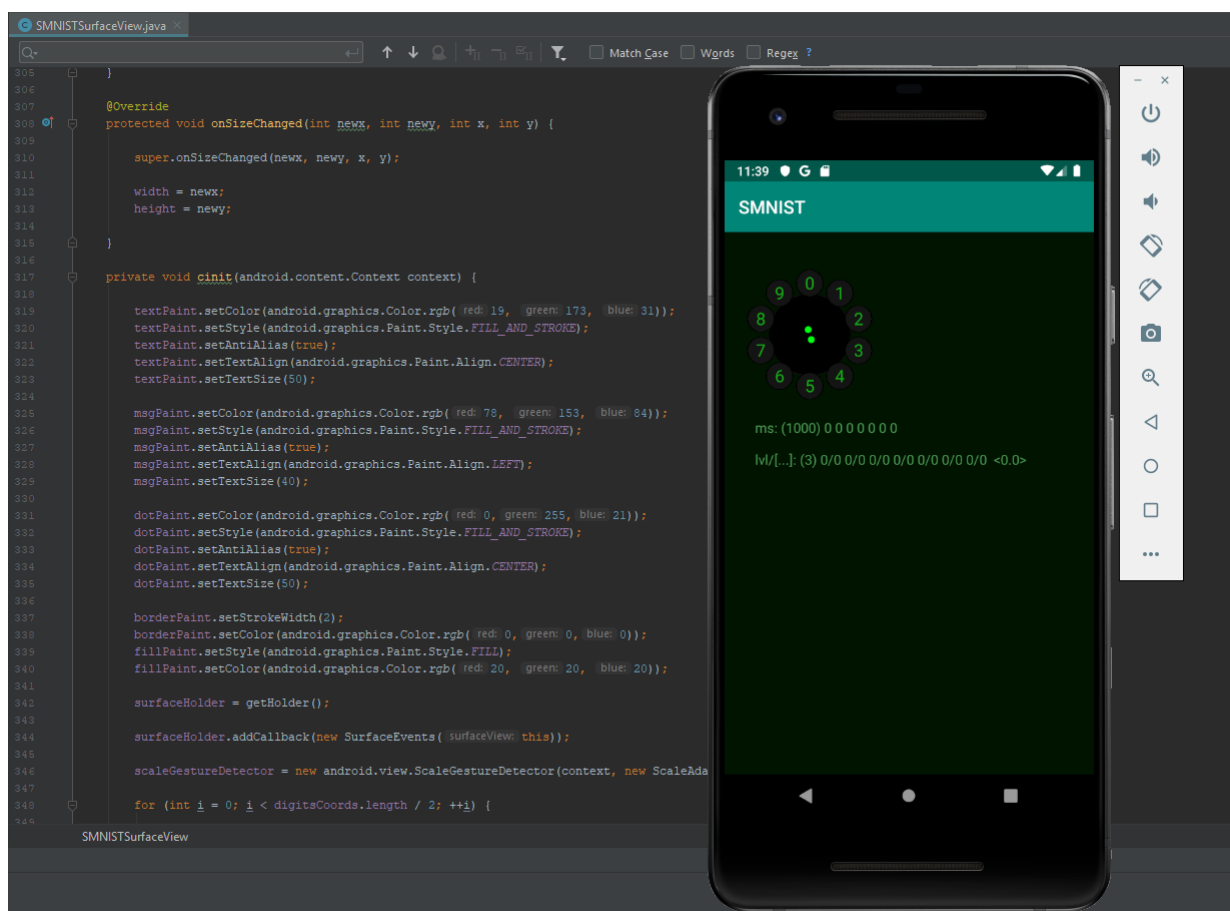 SMNISTSurfaceView.java
Match Case Words Regex ?
305 }
306
307 @Override
308 protected void onSizeChanged(int newx, int newy, int x, int y) {
309
310 super.onSizeChanged(newx, newy, x, y);
311
312 width = newx;
313 height = newy;
314
315 }
316
317 private void cinit(android.content.Context context) {
318
319 textPaint.setColor(android.graphics.Color.rgb( red: 19, green: 173, blue: 31));
320 textPaint.setStyle(android.graphics.Paint.Style.FILL_AND_STROKE);
321 textPaint.setAntiAlias(true);
322 textPaint.setTextAlign(android.graphics.Paint.Align.CENTER);
323 textPaint.setTextSize(50);
324
325 msgPaint.setColor(android.graphics.Color.rgb( red: 78, green: 153, blue: 84));
326 msgPaint.setStyle(android.graphics.Paint.Style.FILL_AND_STROKE);
327 msgPaint.setAntiAlias(true);
328 msgPaint.setTextAlign(android.graphics.Paint.Align.LEFT);
329 msgPaint.setTextSize(40);
330
331 dotPaint.setColor(android.graphics.Color.rgb( red: 0, green: 255, blue: 21));
332 dotPaint.setStyle(android.graphics.Paint.Style.FILL_AND_STROKE);
333 dotPaint.setAntiAlias(true);
334 dotPaint.setTextAlign(android.graphics.Paint.Align.CENTER);
335 dotPaint.setTextSize(50);
336
337 borderPaint.setStrokeWidth(2);
338 borderPaint.setColor(android.graphics.Color.rgb( red: 0, green: 0, blue: 0));
339 fillPaint.setStyle(android.graphics.Paint.Style.FILL);
340 fillPaint.setColor(android.graphics.Color.rgb( red: 20, green: 20, blue: 20));
341
342 surfaceHolder = getHolder();
343
344 surfaceHolder.addCallback(new SurfaceEvents( surfaceView: this));
345
346 scaleGestureDetector = new android.view.ScaleGestureDetector(context, new ScaleAda
347
348 for (int i = 0; i < digitsCoords.length / 2; ++i) {
349
SMNISTSurfaceView
11:39 G
SMNIST
0
9 1
8 2
7 3
6 4
5
ms: (1000) 0 0 0 0 0 0 0
lvl/[...]: (3) 0/0 0/0 0/0 0/0 0/0 0/0 0/0 <0.0>